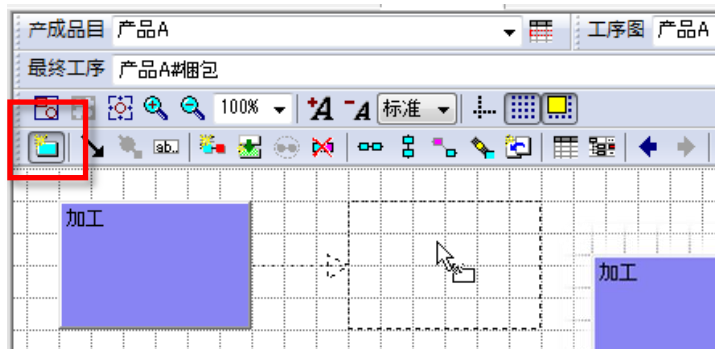 产成品目 产品A 工序图 产品A
最终工序 产品A#捆包
100% A A 标准
ab..
加工
加工